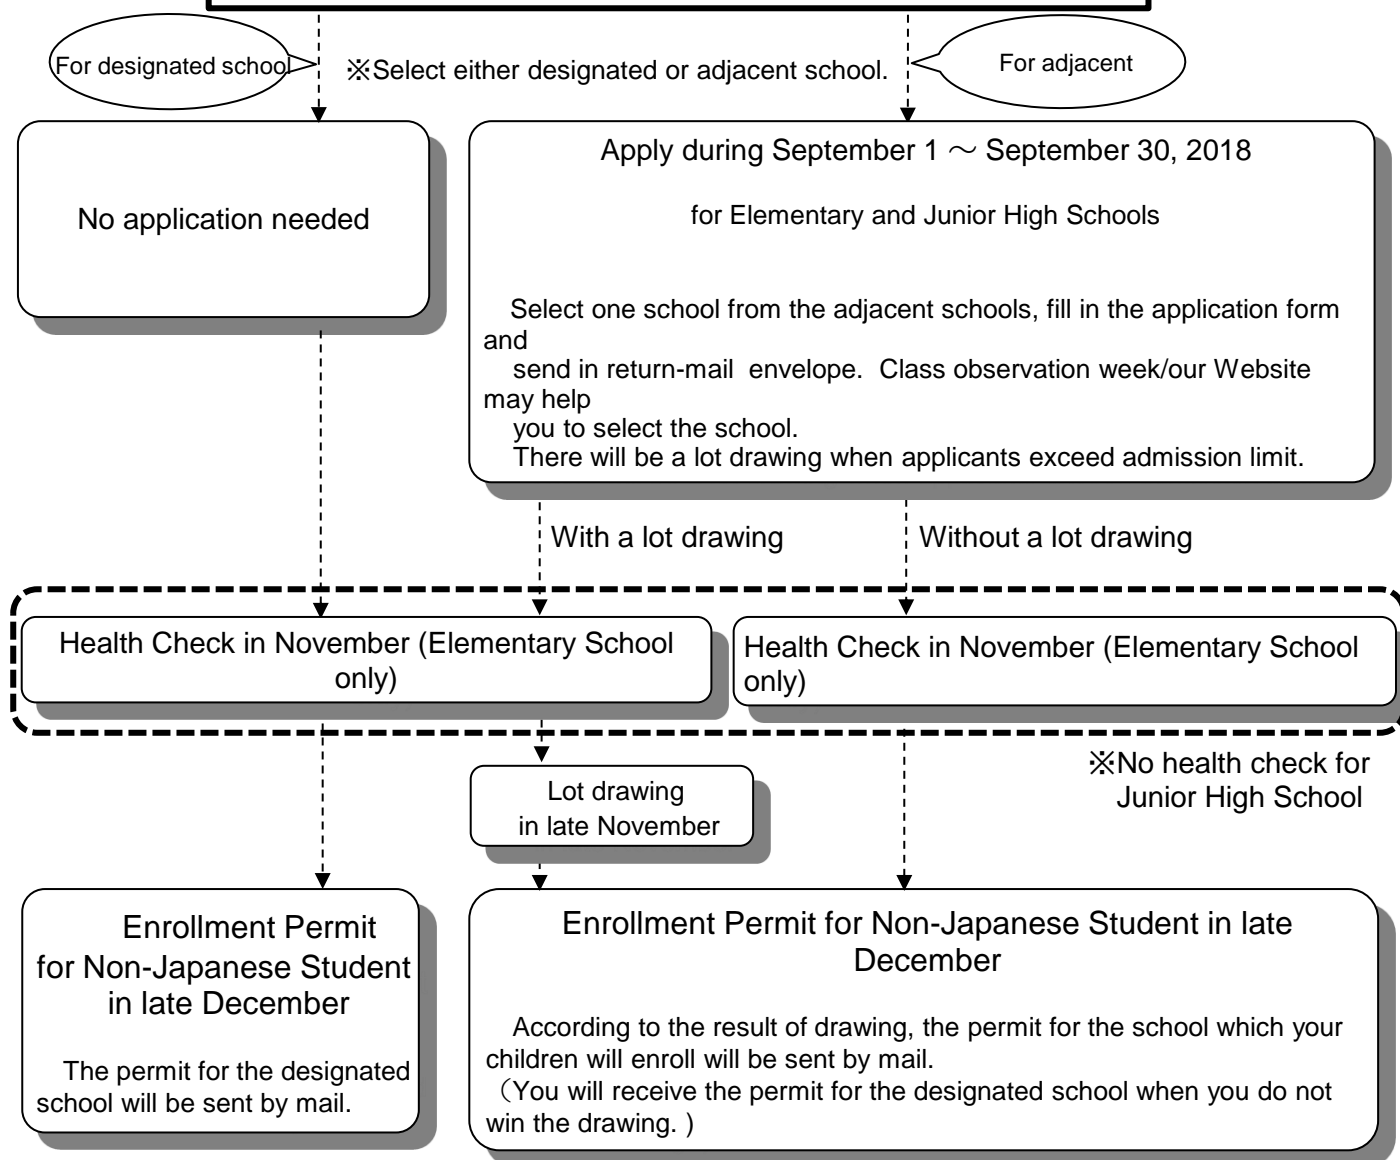 For designated school
※Select either designated or adjacent school.
For adjacent
No application needed
Apply during September 1 ～ September 30, 2018
for Elementary and Junior High Schools
Select one school from the adjacent schools, fill in the application form
and
send in return-mail  envelope.  Class observation week/our Website
may help
you to select the school.
There will be a lot drawing when applicants exceed admission limit.
With a lot drawing
Without a lot drawing
Health Check in November (Elementary School
only)
Health Check in November (Elementary School
only)
※No health check for
Junior High School
Lot drawing
in late November
Enrollment Permit
for Non-Japanese Student
in late December
The permit for the designated
school will be sent by mail.
Enrollment Permit for Non-Japanese Student in late
December
According to the result of drawing, the permit for the school which your
children will enroll will be sent by mail.
（You will receive the permit for the designated school when you do not
win the drawing. )